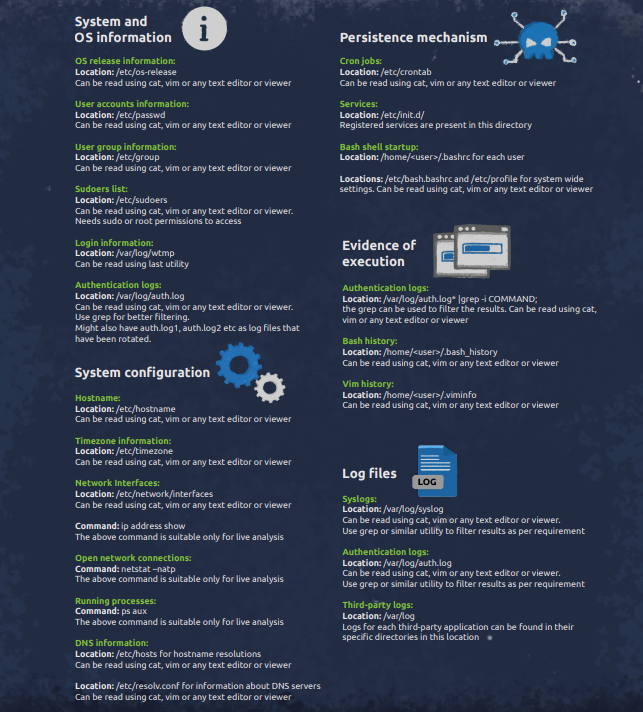 System and
OS information
OS release information:
Location: /etc/os-release
Can be read using cat, vim or any text editor or viewer
User accounts information:
Location: /etc/passwd
Can be read using cat, vim or any text editor or viewer
User group information:
Location: /etc/group
Can be read using cat, vim or any text editor or viewer
Sudoers list:
Location: /etc/sudoers
Can be read using cat, vim or any text editor or viewer.
Needs sudo or root permissions to access
Login information:
Location: /var/log/wtmp
Can be read using last utility
Authentication logs:
Location: /var/log/auth.log
Can be read using cat, vim or any text editor or viewer.
Use grep for better filtering.
Might also have auth.log1, auth.log2 etc as log files that
have been rotated.
System configuration
Hostname:
Location: /etc/hostname
Can be read using cat, vim or any text editor or viewer
Timezone information:
Location: /etc/timezone
Can be read using cat, vim or any text editor or viewer
Network Interfaces:
Location: /etc/network/interfaces
Can be read using cat, vim or any text editor or viewer
Command: ip address show
The above command is suitable only for live analysis
Open network connections:
Command: netstat –natp
The above command is suitable only for live analysis
Running processes:
Command: ps aux
The above command is suitable only for live analysis
DNS information:
Location: /etc/hosts for hostname resolutions
Can be read using cat, vim or any text editor or viewer
Location: /etc/resolv.conf for information about DNS servers
Can be read using cat, vim or any text editor or viewer
Persistence mechanism
Cron jobs:
Location: /etc/crontab
Can be read using cat, vim or any text editor or viewer
Services:
Location: /etc/init.d/
Registered services are present in this directory
Bash shell startup:
Location: /home/<user>/.bashrc for each user
Locations: /etc/bash.bashrc and /etc/profile for system wide
settings. Can be read using cat, vim or any text editor or viewer
Evidence of
execution
Authentication logs:
Location: /var/log/auth.log* |grep -i COMMAND;
the grep can be used to filter the results. Can be read using cat,
vim or any text editor or viewer
Bash history:
Location: /home/<user>/.bash_history
Can be read using cat, vim or any text editor or viewer
Vim history:
Location: /home/<user>/.viminfo
Can be read using cat, vim or any text editor or viewer
Log files
LOG
Syslogs:
Location: /var/log/syslog
Can be read using cat, vim or any text editor or viewer.
Use grep or similar utility to filter results as per requirement
Authentication logs:
Location: /var/log/auth.log
Can be read using cat, vim or any text editor or viewer.
Use grep or similar utility to filter results as per requirement
Third-party logs:
Location: /var/log
Logs for each third-party application can be found in their
specific directories in this location